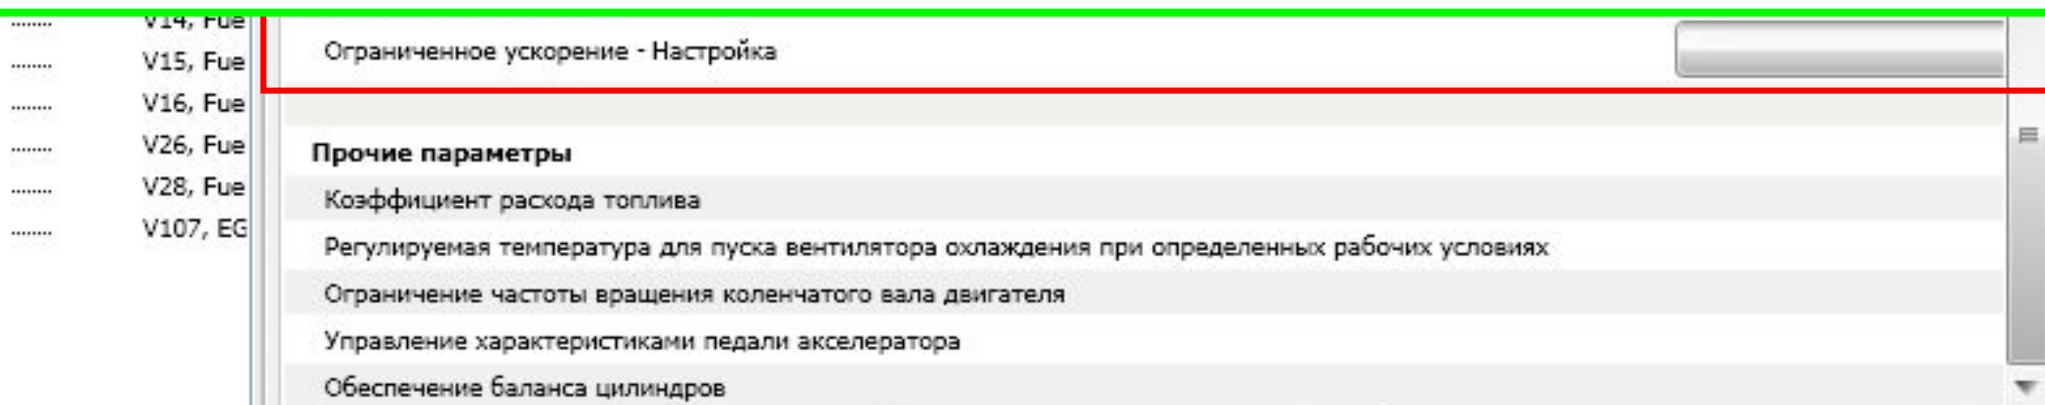 ........ V14, Fue
Ограниченное ускорение - Настройка
........ V15, Fue
........ V16, Fue
........ V26, Fue
........ V28, Fue
........ V107, EG
Прочие параметры
Коэффициент расхода топлива
Регулируемая температура для пуска вентилятора охлаждения при определенных рабочих условиях
Ограничение частоты вращения коленчатого вала двигателя
Управление характеристиками педали акселератора
Обеспечение баланса цилиндров